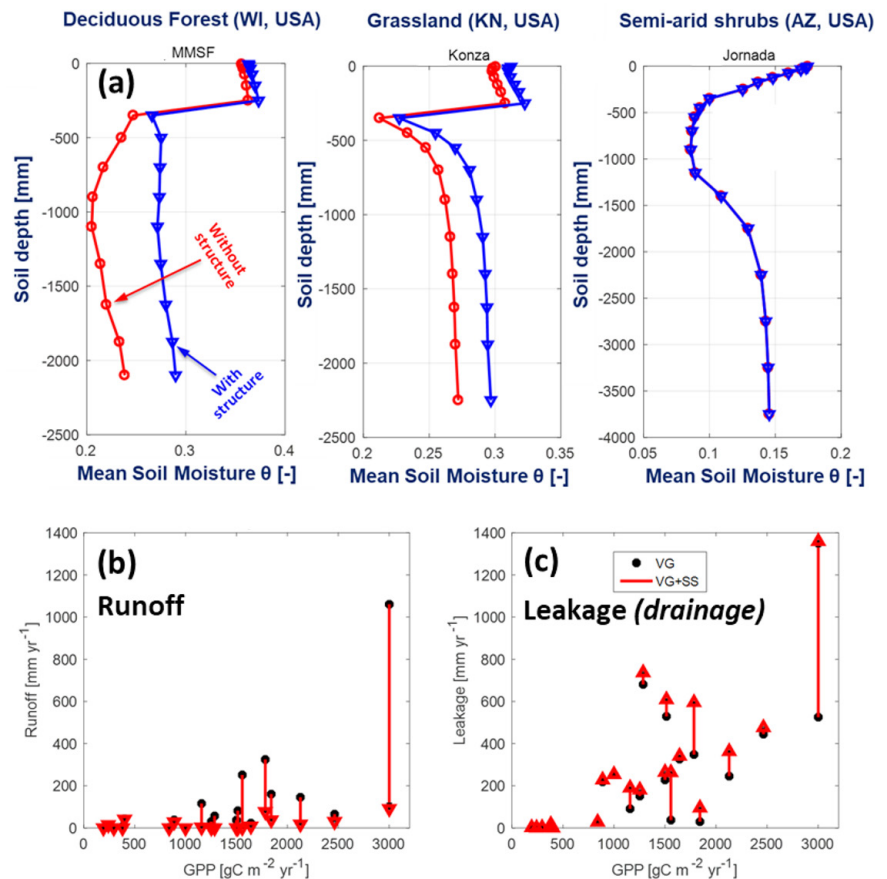 Deciduous Forest (WI, USA)
Grassland (KN, USA)
Semi-arid shrubs (AZ, USA)
MMSF
Konza
Jornada
(a)
Soil depth [mm]
0
-500
-1000
-1500
-2000
-2500
0.2
0.3
0.4
Mean Soil Moisture θ [-]
Without
structure
With
structure
Soil depth [mm]
0
-500
-1000
-1500
-2000
-2500
0.2
0.25
0.3
0.35
Mean Soil Moisture θ [-]
Soil depth [mm]
0
-500
-1000
-1500
-2000
-2500
-3000
-3500
-4000
0.05
0.1
0.15
0.2
Mean Soil Moisture θ [-]
(b)
Runoff
Runoff [mm yr-1]
1400
1200
1000
800
600
400
200
0
0 500 1000 1500 2000 2500 3000
GPP [gC m-2 yr-1]
(c)
VG
VG+SS
Leakage (drainage)
Leakage [mm yr-1]
1400
1200
1000
800
600
400
200
0
0 500 1000 1500 2000 2500 3000
GPP [gC m-2 yr-1]